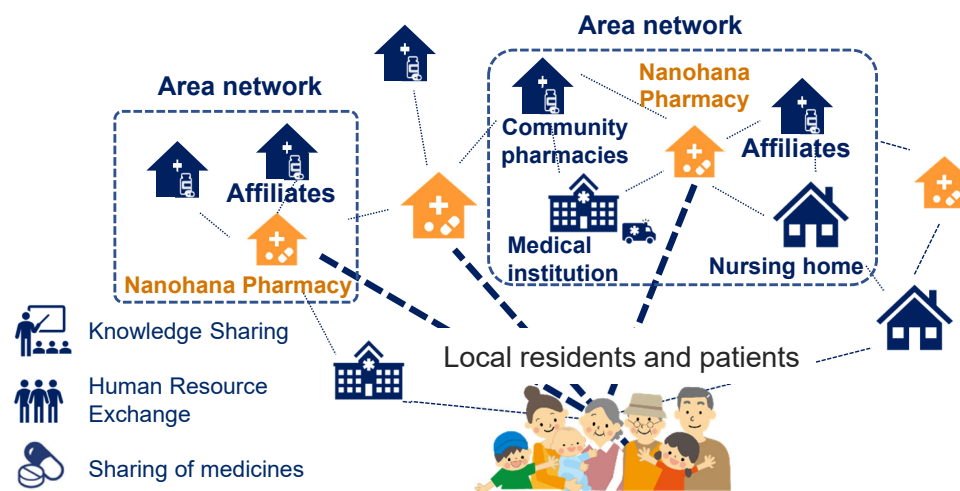 Area network
Area network
Nanohana
Pharmacy
Community
pharmacies
Affiliates
Affiliates
Medical
institution
Nursing home
Nanohana Pharmacy
Knowledge Sharing
Local residents and patients
Human Resource
Exchange
Sharing of medicines